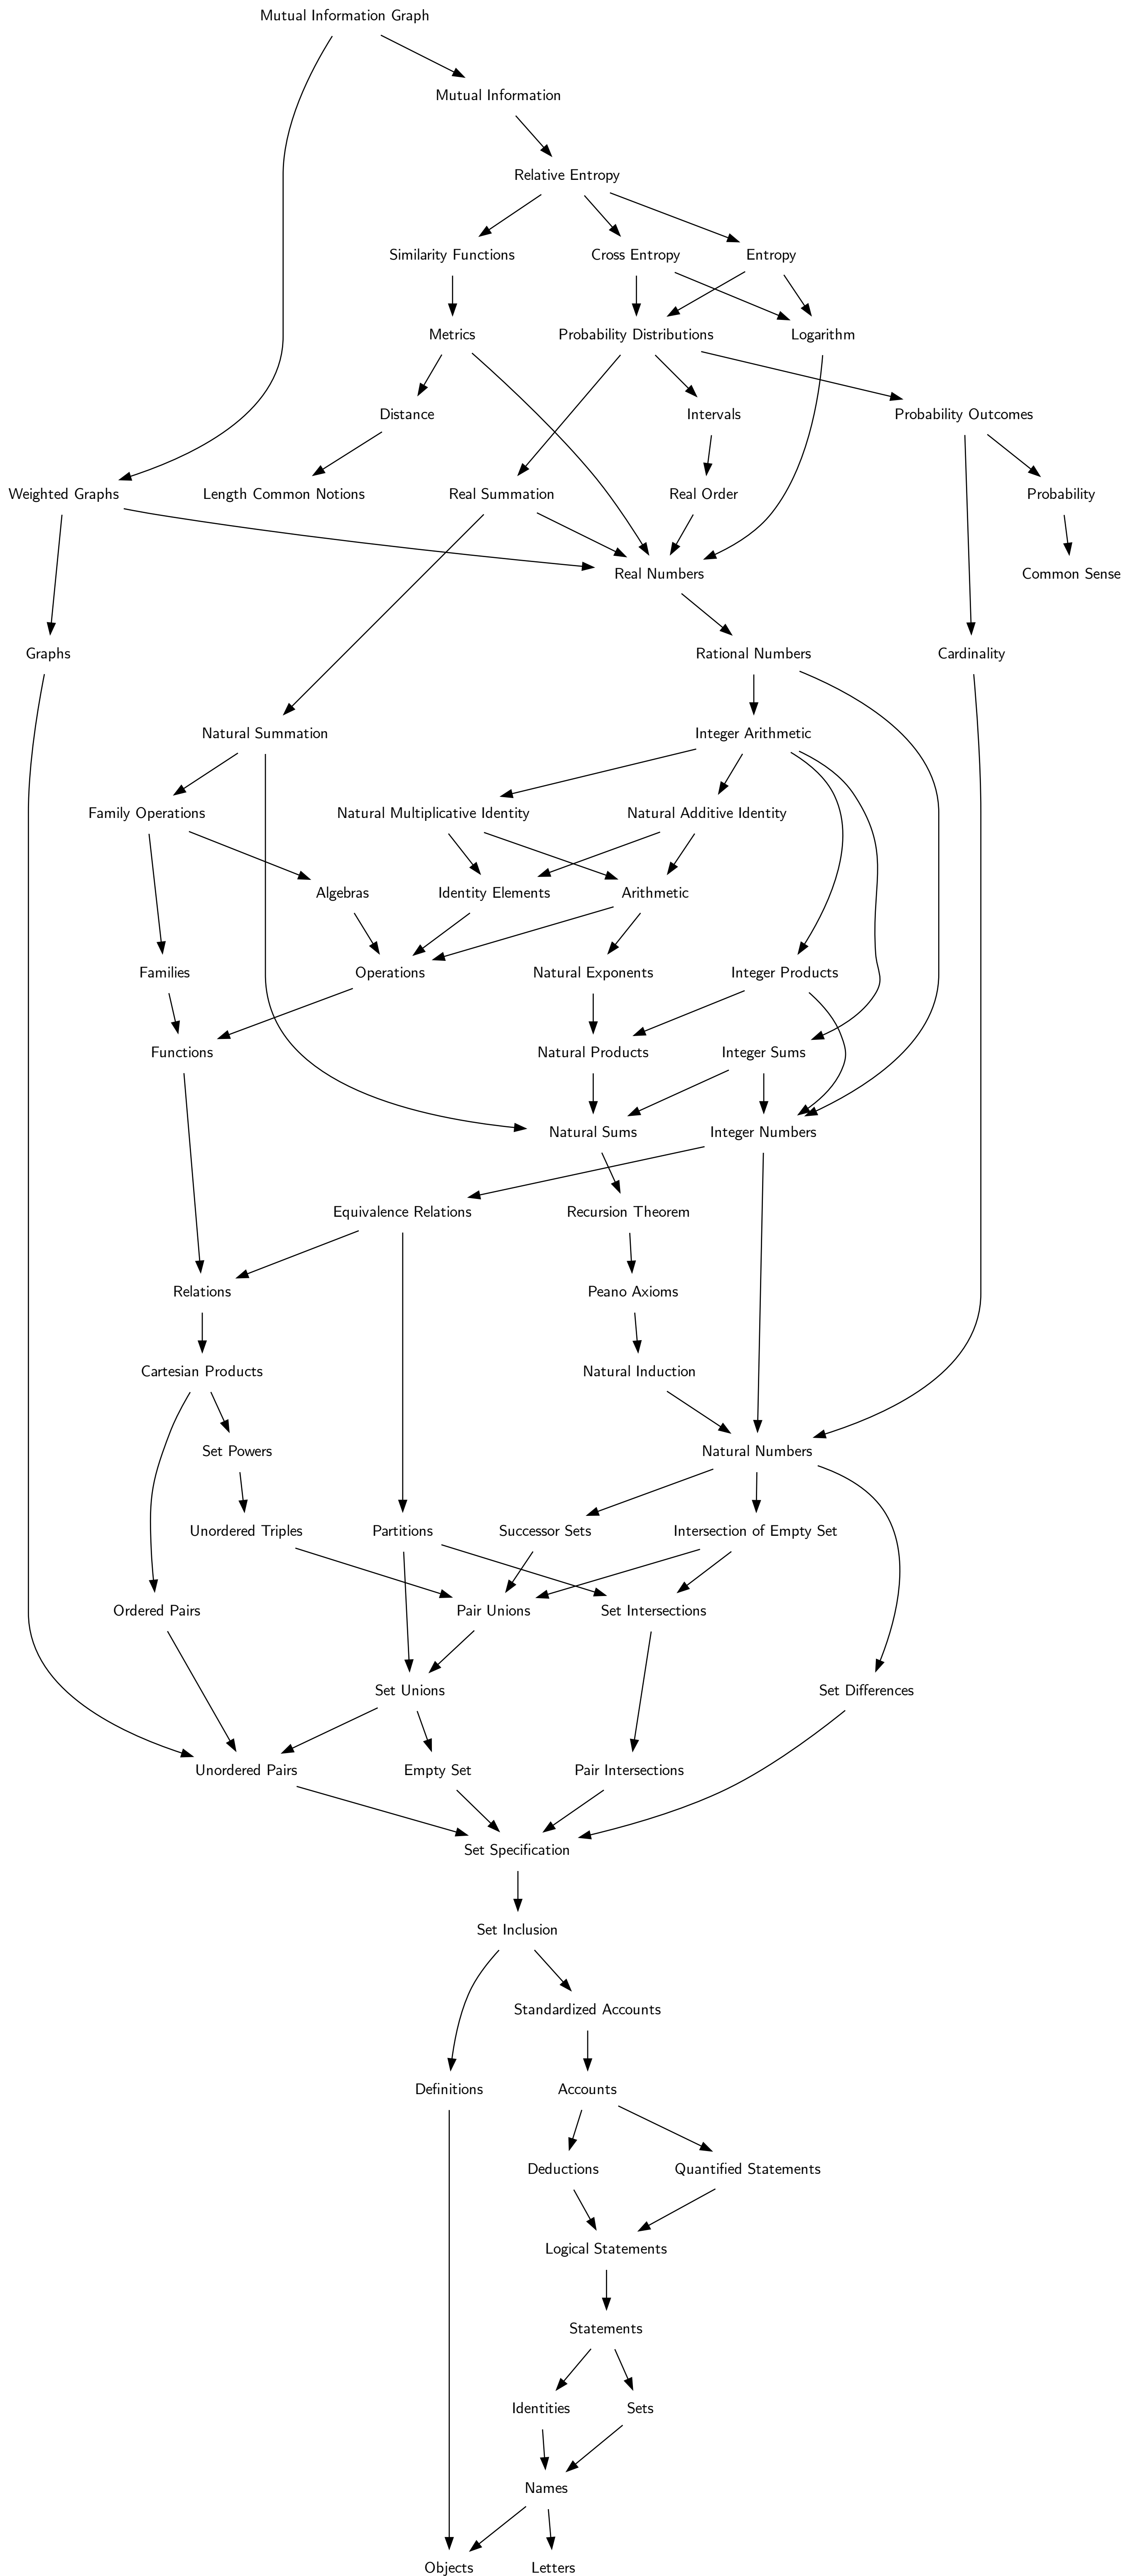 Mutual Information Graph
Mutual Information
Relative Entropy
Similarity Functions
Cross Entropy
Entropy
Metrics
Probability Distributions
Logarithm
Distance
Intervals
Probability Outcomes
Weighted Graphs
Length Common Notions
Real Summation
Real Order
Probability
Real Numbers
Common Sense
Graphs
Rational Numbers
Cardinality
Natural Summation
Integer Arithmetic
Family Operations
Natural Multiplicative Identity
Natural Additive Identity
Algebras
Identity Elements
Arithmetic
Families
Operations
Natural Exponents
Integer Products
Functions
Natural Products
Integer Sums
Natural Sums
Integer Numbers
Equivalence Relations
Recursion Theorem
Relations
Peano Axioms
Cartesian Products
Natural Induction
Set Powers
Natural Numbers
Unordered Triples
Partitions
Successor Sets
Intersection of Empty Set
Ordered Pairs
Pair Unions
Set Intersections
Set Unions
Set Differences
Unordered Pairs
Empty Set
Pair Intersections
Set Specification
Set Inclusion
Standardized Accounts
Definitions
Accounts
Deductions
Quantified Statements
Logical Statements
Statements
Identities
Sets
Names
Objects
Letters